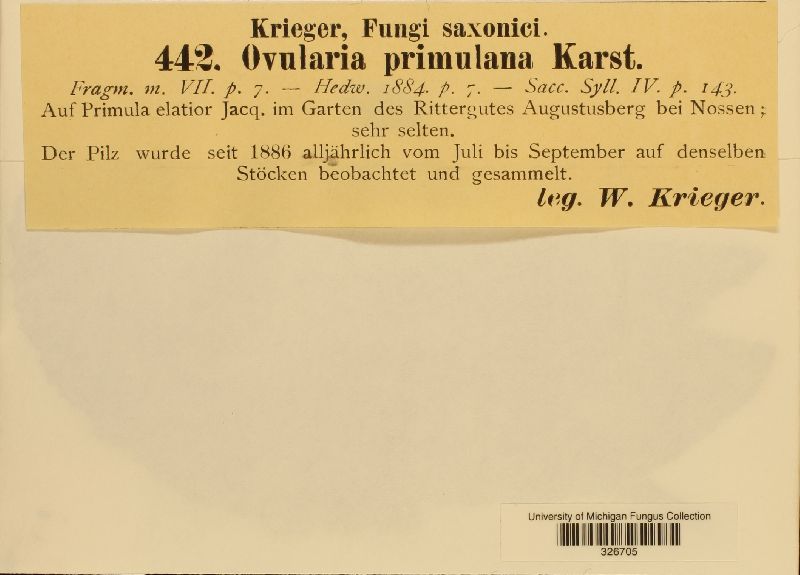 Krieger, Fungi saxonici.
442. Ovularia primulana Karst.
Fragm. m. VII. p. 7. — Hedw. 1884. p. 7. — Sacc. Syll. IV. p. 143.
Auf Primula elatior Jacq. im Garten des Rittergutes Augustusberg bei Nossen;
sehr selten.
Der Pilz wurde seit 1886 alljährlich vom Juli bis September auf denselben
Stöcken beobachtet und gesammelt.
leg. W. Krieger.
University of Michigan Fungus Collection
326705